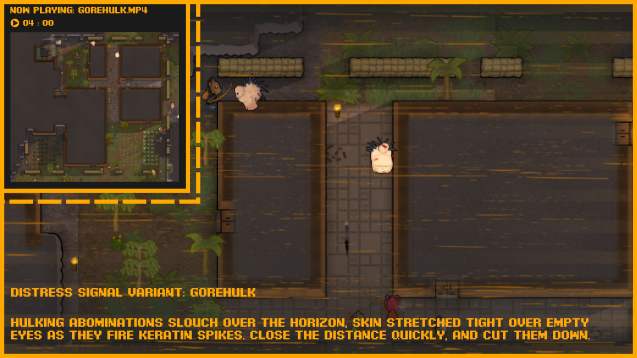 NOW PLAYING: GOREHULK.MP4
04 : 00
DISTRESS SIGNAL VARIANT: GOREHULK
HULKING ABOMINATIONS SLOUCH OVER THE HORIZON, SKIN STRETCHED TIGHT OVER EMPTY
EYES AS THEY FIRE KERATIN SPIKES. CLOSE THE DISTANCE QUICKLY, AND CUT THEM DOWN.